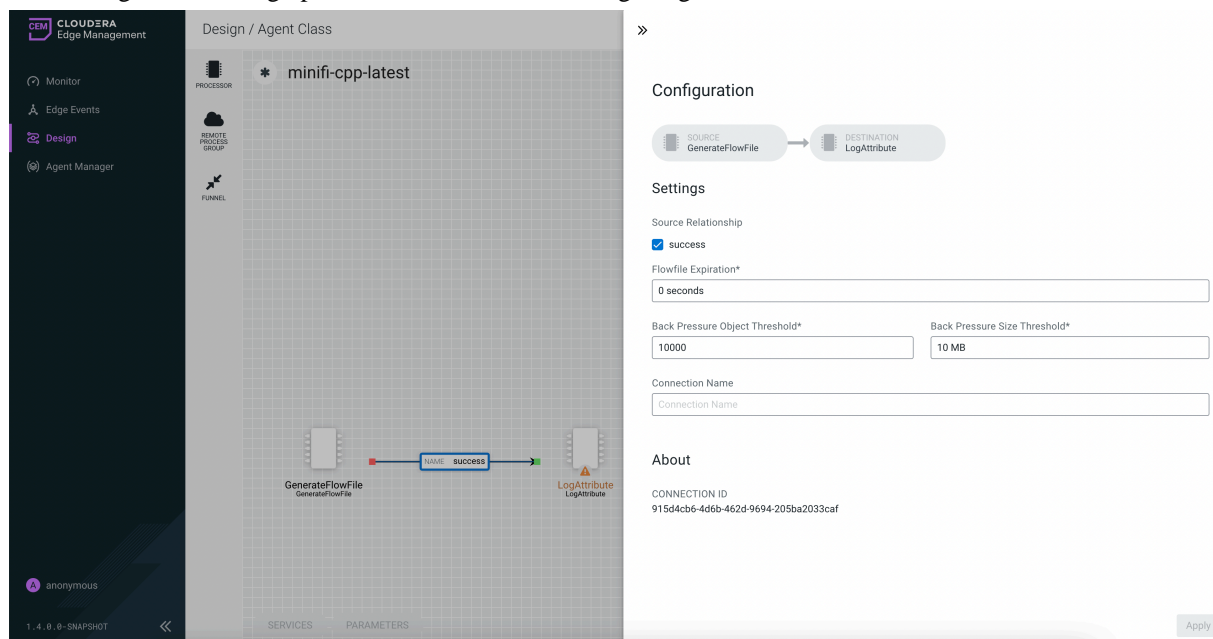 CEM CLOUDERA
Edge Management
Monitor
Edge Events
Design
Agent Manager
A anonymous
1.4.0.0-SNAPSHOT
Design / Agent Class
PROCESSOR
REMOTE
PROCESS
GROUP
FUNNEL
minifi-cpp-latest
GenerateFlowFile
GenerateFlowFile
NAME success
LogAttribute
LogAttribute
SERVICES PARAMETERS
Configuration
SOURCE
GenerateFlowFile
DESTINATION
LogAttribute
Settings
Source Relationship
success
Flowfile Expiration*
0 seconds
Back Pressure Object Threshold* Back Pressure Size Threshold*
10000 10 MB
Connection Name
Connection Name
About
CONNECTION ID
915d4cb6-4d6b-462d-9694-205ba2033caf
Apply